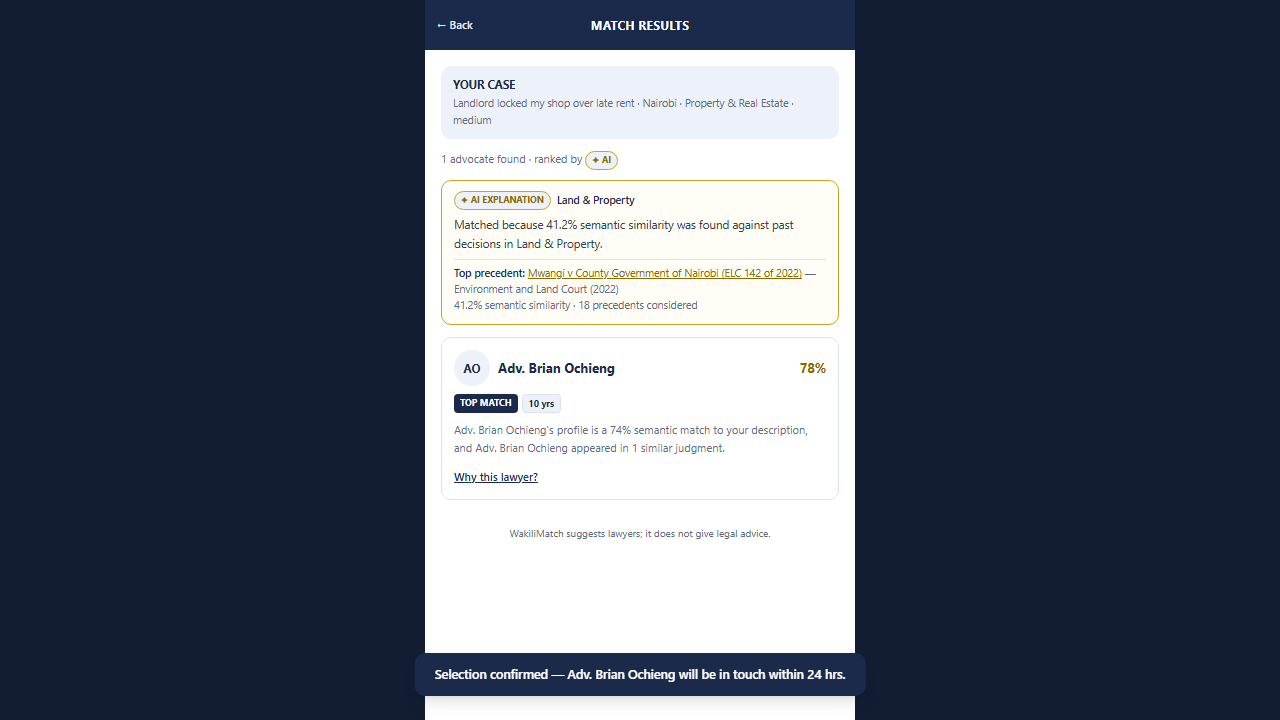 ← Back
MATCH RESULTS
YOUR CASE
Landlord locked my shop over late rent · Nairobi · Property & Real Estate ·
medium
1 advocate found · ranked by ✦ AI
✦ AI EXPLANATION Land & Property
Matched because 41.2% semantic similarity was found against past
decisions in Land & Property.
Top precedent: Mwangi v County Government of Nairobi (ELC 142 of 2022) —
Environment and Land Court (2022)
41.2% semantic similarity · 18 precedents considered
AO Adv. Brian Ochieng 78%
TOP MATCH 10 yrs
Adv. Brian Ochieng's profile is a 74% semantic match to your description,
and Adv. Brian Ochieng appeared in 1 similar judgment.
Why this lawyer?
WakiliMatch suggests lawyers; it does not give legal advice.
Selection confirmed — Adv. Brian Ochieng will be in touch within 24 hrs.